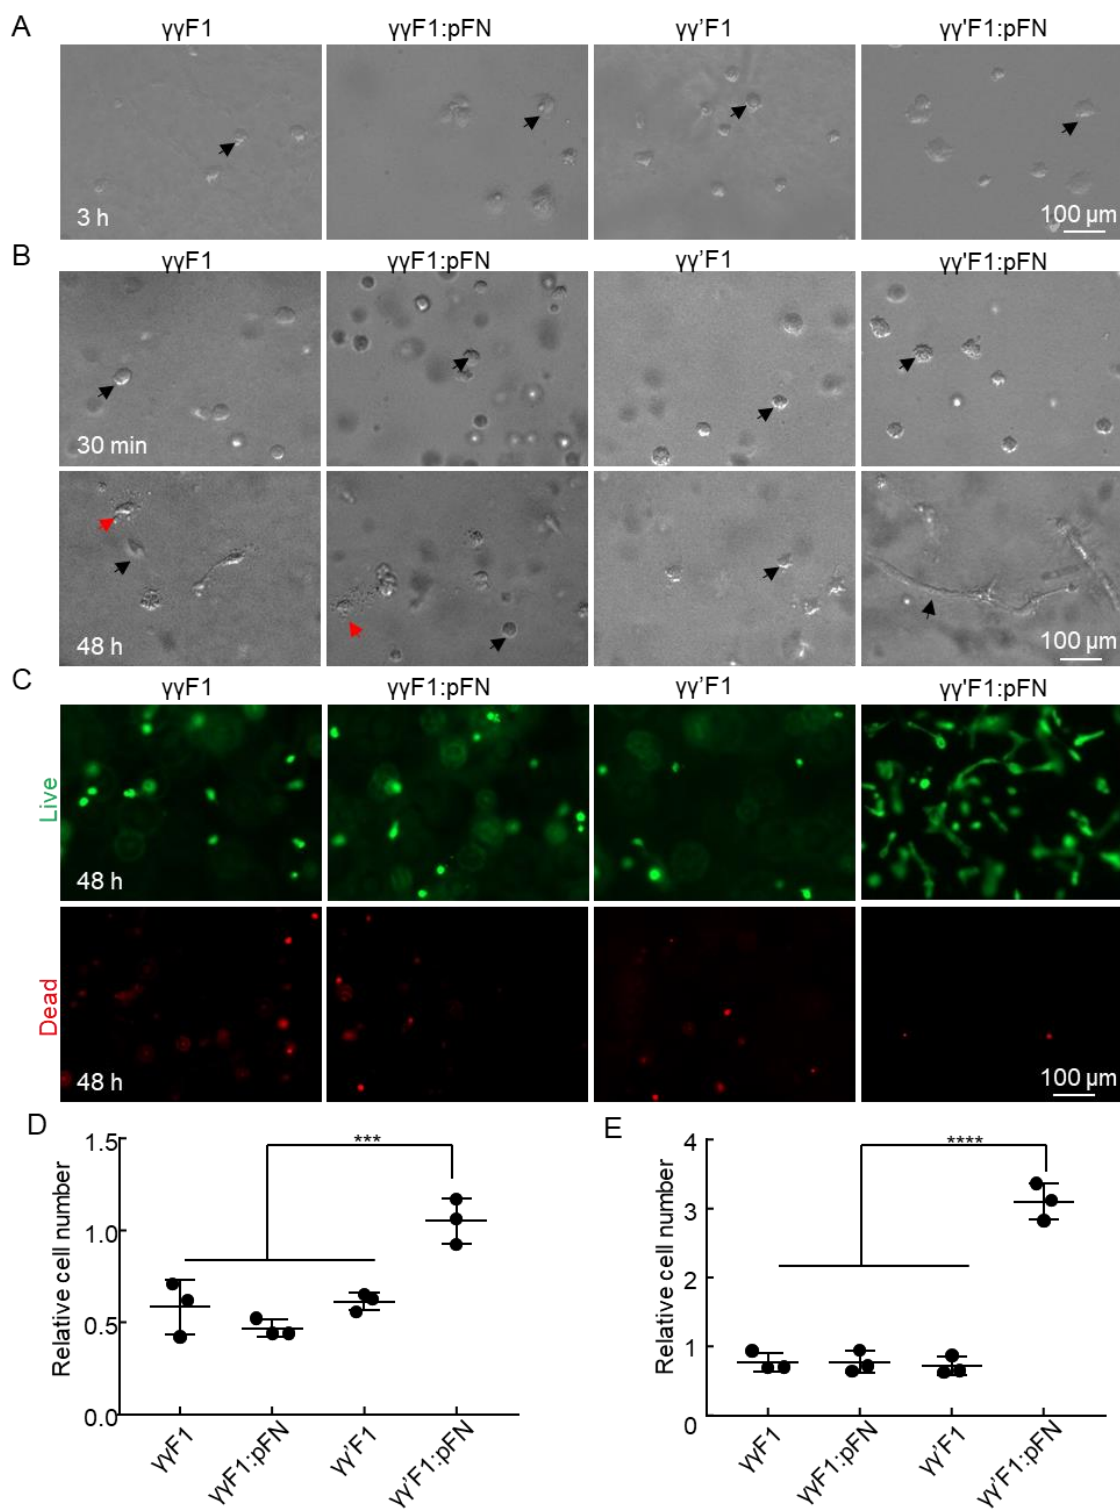 A
γγF1 γγF1:pFN γγ’F1 γγ'F1:pFN
3 h
100 µm
B
γγF1 γγF1:pFN γγ’F1 γγ'F1:pFN
30 min
48 h
100 µm
C
γγF1 γγF1:pFN γγ’F1 γγ'F1:pFN
Live
48 h
Dead
48 h
100 µm
D
Relative cell number
1.5
1.0
0.5
0.0
***
γγF1 γγF1:pFN γγ’F1 γγ’F1:pFN
E
Relative cell number
4
3
2
1
0
****
γγF1 γγF1:pFN γγ’F1 γγ’F1:pFN